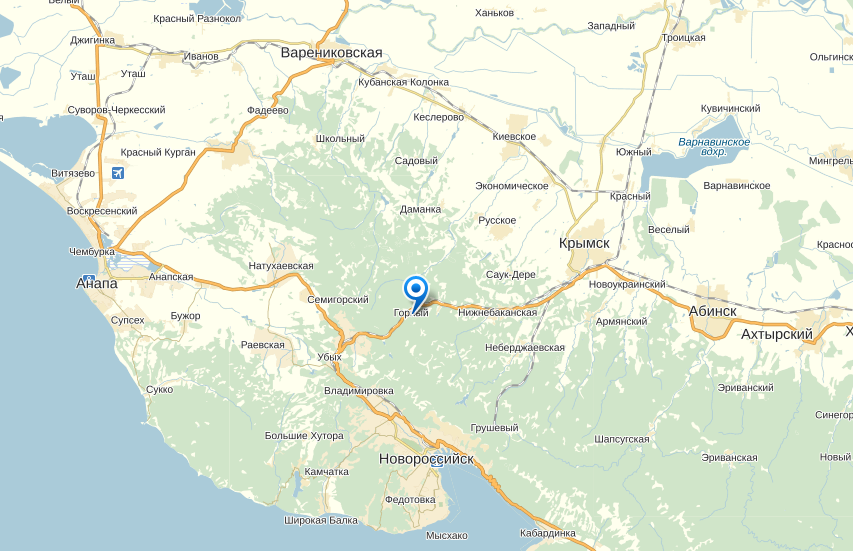 Ханьков
Красный Разнокол
Западный
Троицкая
Джигинка
Варениковская
Иванов
Ольгинс
Уташ
Уташ
Кубанская Колонка
Суворов-Черкесский
Фадеево
Кеслерово
Кувичинский
Киевское
Школьный
Варнавинское
вдхр.
Красный Курган
Южный
Садовый
Мингрель
Витязево
Экономическое
Варнавинское
Красный
Воскресенский
Даманка
Русское
Веселый
Крымск
Красно
Чембурка
Натухаевская
Саук-Дере
Анапская
Анапа
Новоукраинский
Семигорский
Горный
Нижнебаканская
Абинск
Супсех
Бужор
Армянский
Ахтырский
Х
Раевская
Неберджаевская
Убых
Сукко
Владимировка
Эриванский
Синегор
Грушевый
Большие Хутора
Шапсугская
Новороссийск
Эриванская
Новый
Камчатка
Федотовка
Широкая Балка
Мысхако
Кабардинка